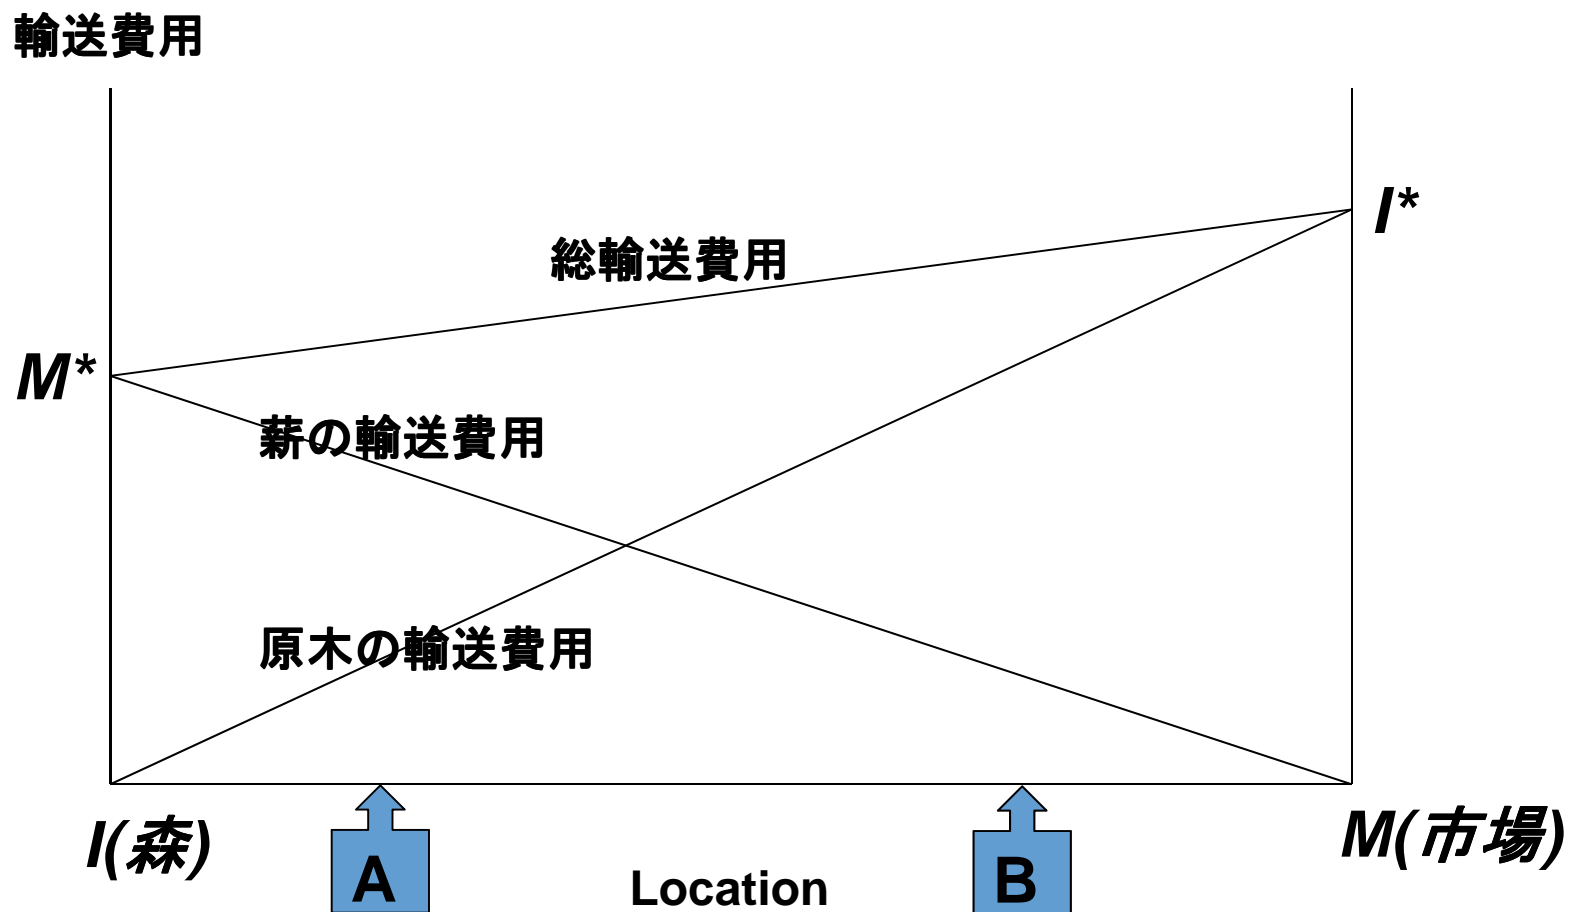 輸送費用
I*
総輸送費用
M*
薪の輸送費用
原木の輸送費用
I(森)
M(市場)
A
Location
B